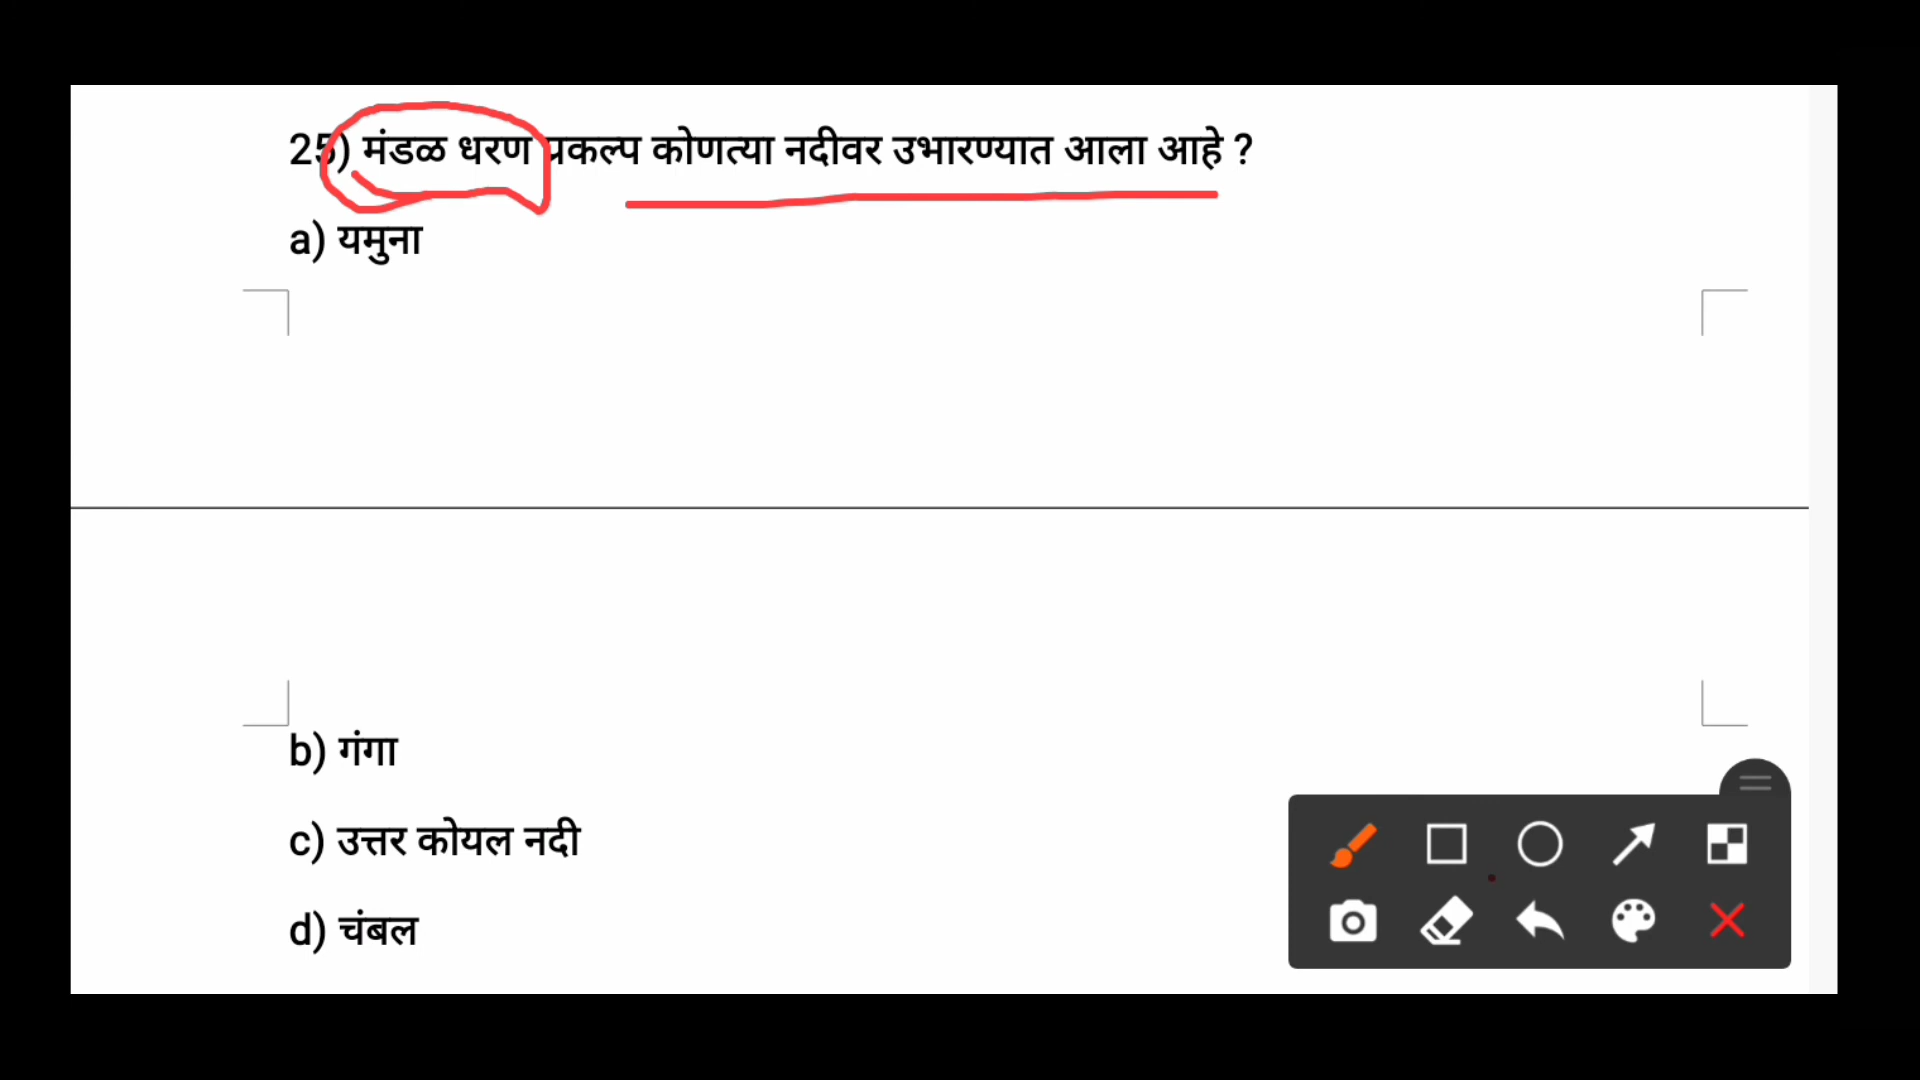 25) मंडळ धरण प्रकल्प कोणत्या नदीवर उभारण्यात आला आहे ?
a) यमुना
b) गंगा
c) उत्तर कोयल नदी
d) चंबल